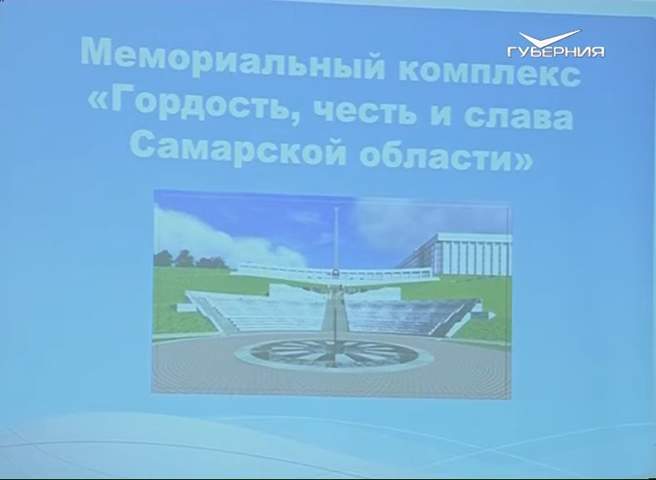 ГУБЕРНИЯ
Мемориальный комплекс
«Гордость, честь и слава
Самарской области»